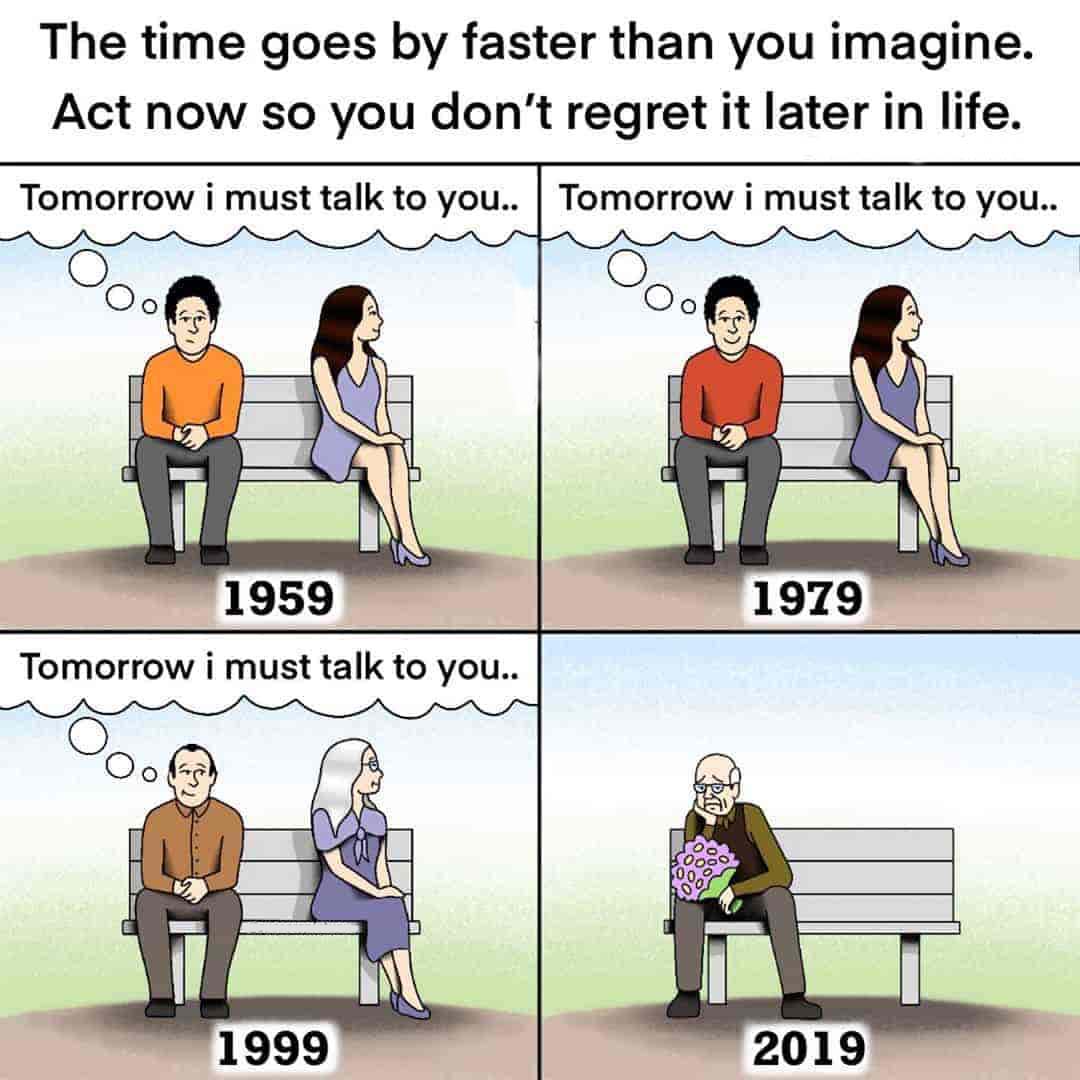 The time goes by faster than you imagine.
Act now so you don't regret it later in life.
Tomorrow i must talk to you..
Tomorrow i must talk to you..
1959
1979
Tomorrow i must talk to you..
1999
2019